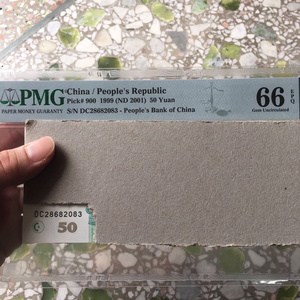 PMG
PAPER MONEY GUARANTY
China / People's Republic
Pick# 900 1999 (ND 2001) 50 Yuan
S/N DC28682083 - People's Bank of China
66 EPQ
Gem Uncirculated
DC28682083
50